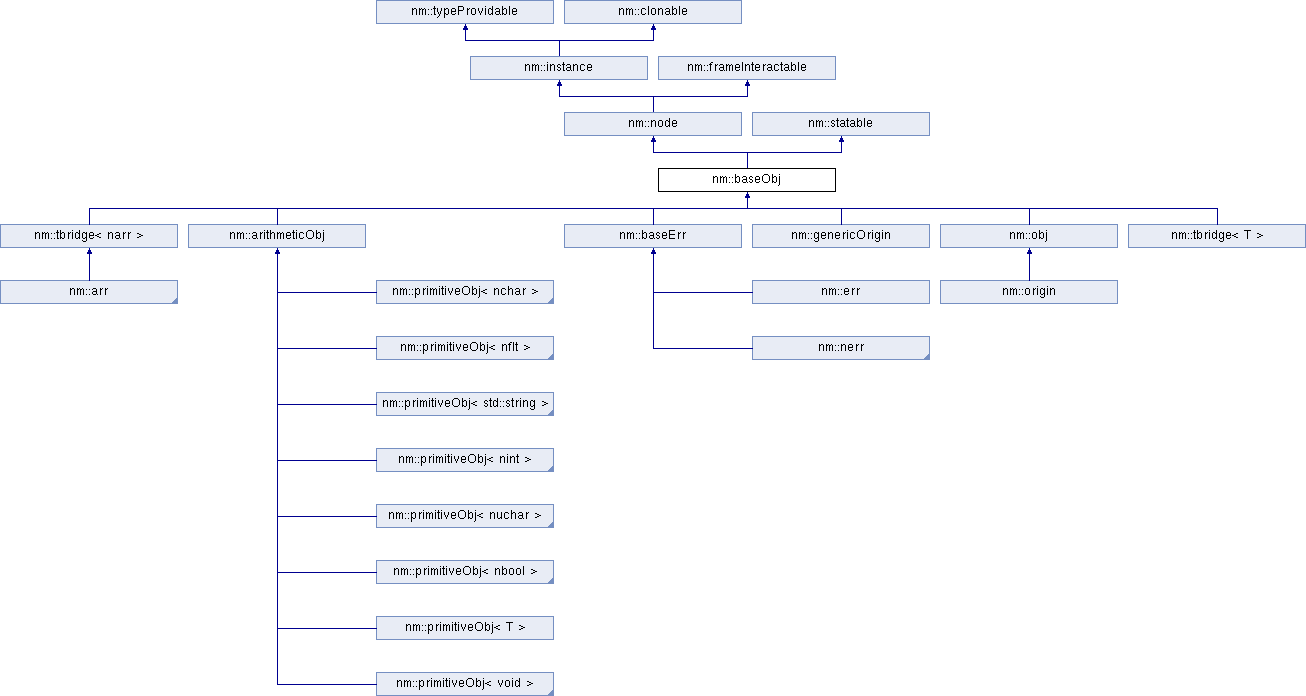 nm::typeProvidable
nm::clonable
nm::instance
nm::frameInteractable
nm::node
nm::statable
nm::baseObj
nm::tbridge< narr >
nm::arithmeticObj
nm::baseErr
nm::genericOrigin
nm::obj
nm::tbridge< T >
nm::arr
nm::primitiveObj< nchar >
nm::err
nm::origin
nm::primitiveObj< nflt >
nm::nerr
nm::primitiveObj< std::string >
nm::primitiveObj< nint >
nm::primitiveObj< nuchar >
nm::primitiveObj< nbool >
nm::primitiveObj< T >
nm::primitiveObj< void >